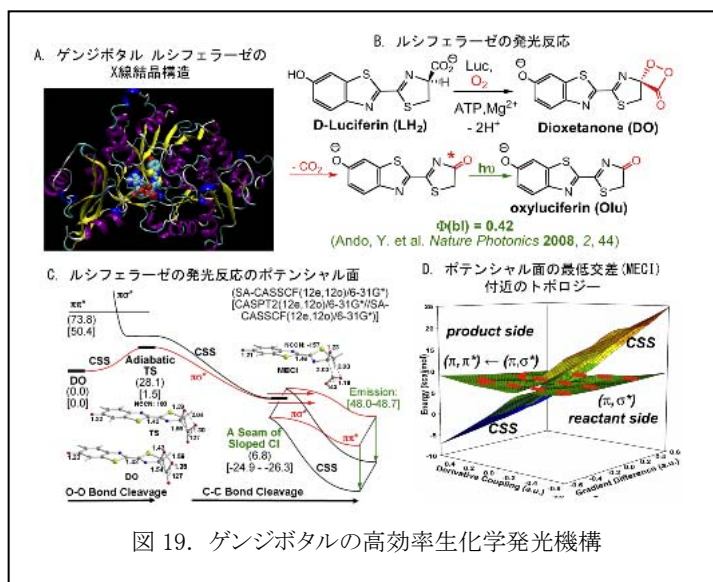 A. ゲンジボタル ルシフェラーゼの
X線結晶構造
B. ルシフェラーゼの発光反応
HO
S
N
N
S
CO₂⊖
H
D-Luciferin (LH₂)
Luc,
O₂
ATP,Mg²⁺
- 2H⁺
⊖
O
S
N
N
S
O-O
O
Dioxetanone (DO)
- CO₂
⊖
O
S
N
N
S
O
*
hυ
⊖
O
S
N
N
S
O
oxyluciferin (Olu)
Φ(bl) = 0.42
(Ando, Y. et al. Nature Photonics 2008, 2, 44)
C. ルシフェラーゼの発光反応のポテンシャル面
(SA-CASSCF(12e,12o)/6-31G*)
[CASPT2(12e,12o)/6-31G*//SA-
CASSCF(12e,12o)/6-31G*)]
ππ*
πσ*
(73.8)
[50.4]
CSS
DO
(0.0)
[0.0]
Adiabatic
TS
(28.1)
[1.5]
CSS
πσ*
MECI
TS
DO
A Seam of
Sloped CI
(6.8)
[-24.9 - -26.3]
Emission:
[48.0-48.7]
πσ*
ππ*
CSS
O-O Bond Cleavage
C-C Bond Cleavage
D. ポテンシャル面の最低交差(MECI)
付近のトポロジー
product side
CSS
(π,π*) ← (π,σ*)
(π,σ*)
reactant side
CSS
Energy (kcal/mol)
Derivative Coupling (a.u.)
Gradient Difference (a.u.)
図 19. ゲンジボタルの高効率生化学発光機構